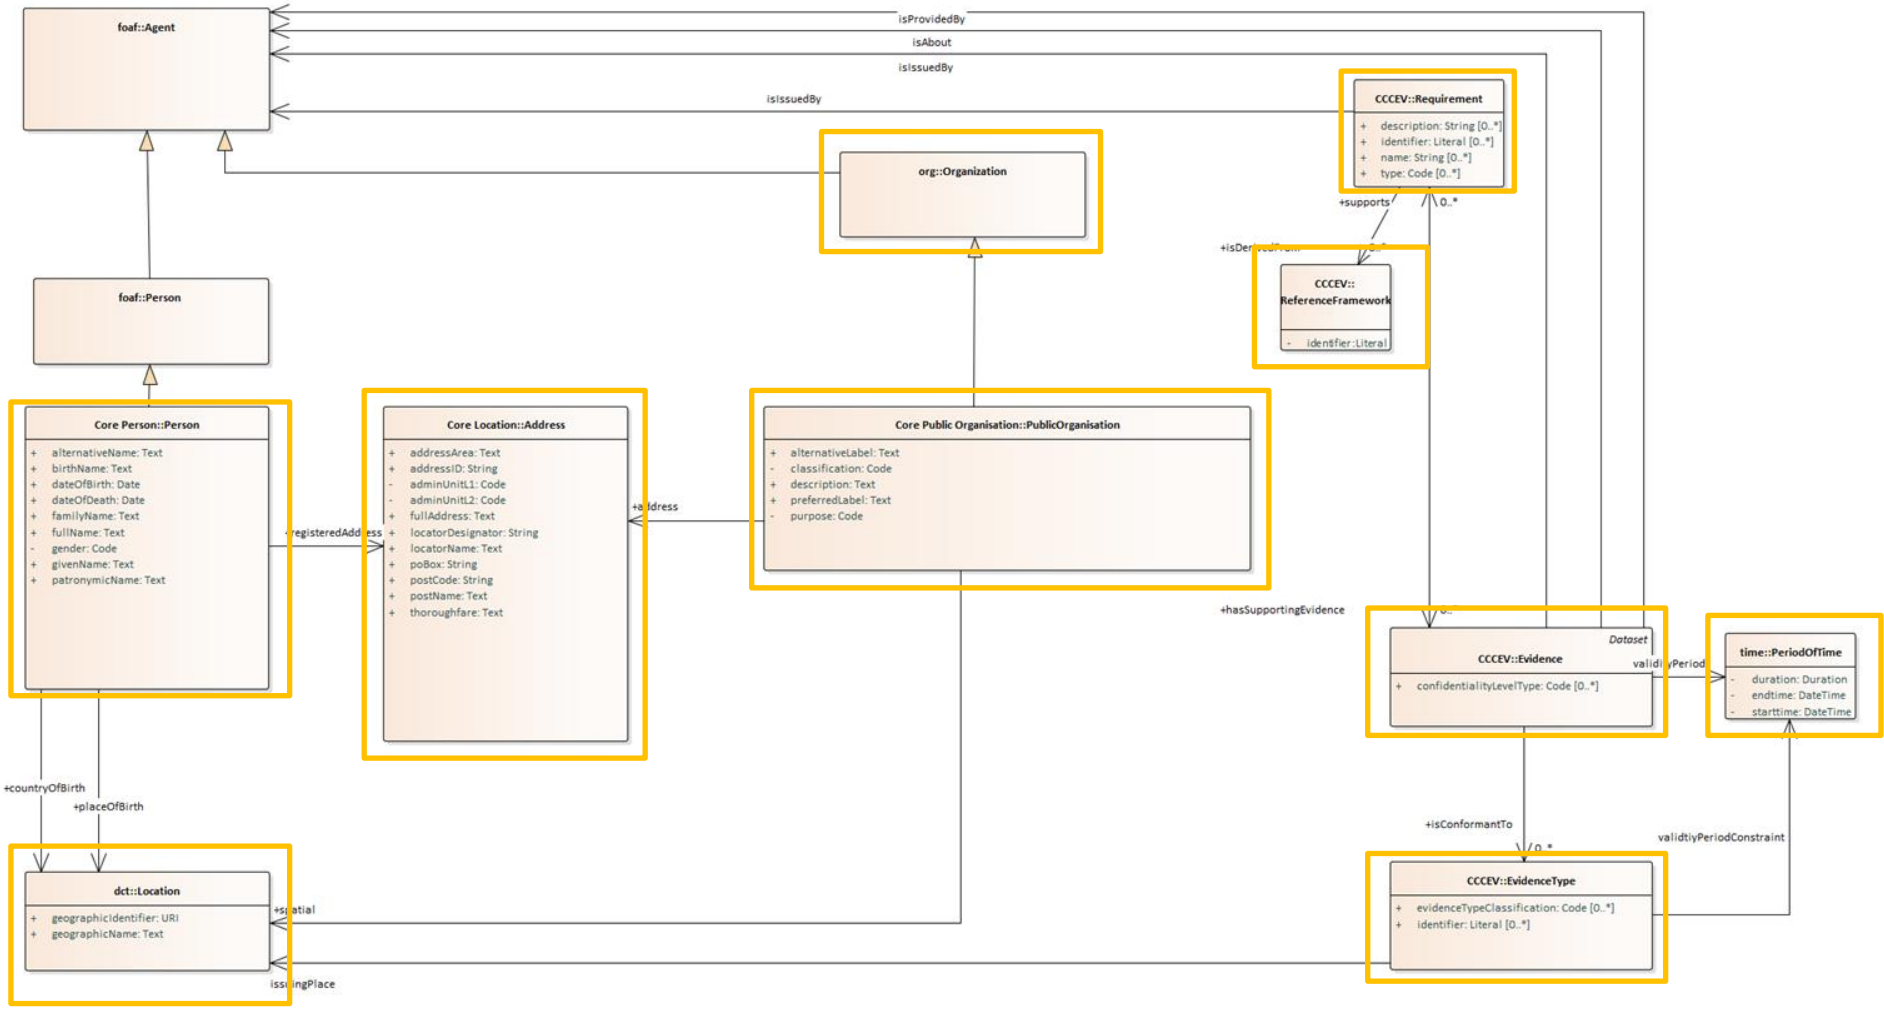 foaf::Agent
isProvidedBy
isAbout
isIssuedBy
isIssuedBy
CCCEV::Requirement
+ description: String [0..*]
+ identifier: Literal [0..*]
+ name: String [0..*]
+ type: Code [0..*]
org::Organization
+supports
0..*
CCCEV::
ReferenceFramework
- identifier:Literal
foaf::Person
Core Person::Person
+ alternativeName: Text
+ birthName: Text
+ dateOfBirth: Date
+ dateOfDeath: Date
+ familyName: Text
+ fullName: Text
- gender: Code
+ givenName: Text
+ patronymicName: Text
+registeredAddress
Core Location::Address
+ addressArea: Text
+ addressID: String
- adminUnitL1: Code
- adminUnitL2: Code
+ fullAddress: Text
+ locatorDesignator: String
+ locatorName: Text
+ poBox: String
+ postCode: String
+ postName: Text
+ thoroughfare: Text
+address
Core Public Organisation::PublicOrganisation
+ alternativeLabel: Text
- classification: Code
+ description: Text
+ preferredLabel: Text
- purpose: Code
+hasSupportingEvidence
Dataset
CCCEV::Evidence
+ confidentialityLevelType: Code [0..*]
validityPeriod
time::PeriodOfTime
- duration: Duration
- endtime: DateTime
- starttime: DateTime
+countryOfBirth
+placeOfBirth
+isConformantTo
0..*
validtiyPeriodConstraint
dct::Location
+ geographicIdentifier: URI
+ geographicName: Text
+spatial
issuingPlace
CCCEV::EvidenceType
+ evidenceTypeClassification: Code [0..*]
+ identifier: Literal [0..*]